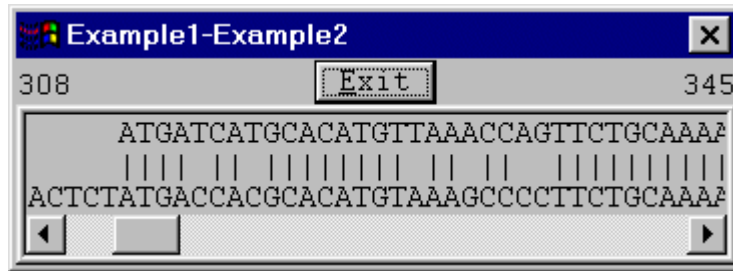 Example1-Example2
308 Exit 345
ATGATCATGCACATGTTAAACCAGTTCTGCAAAA
|||| || |||||||| || ||  ||||||||||
ACTCTATGACCACGCACATGTAAAGCCCCTTCTGCAAAA